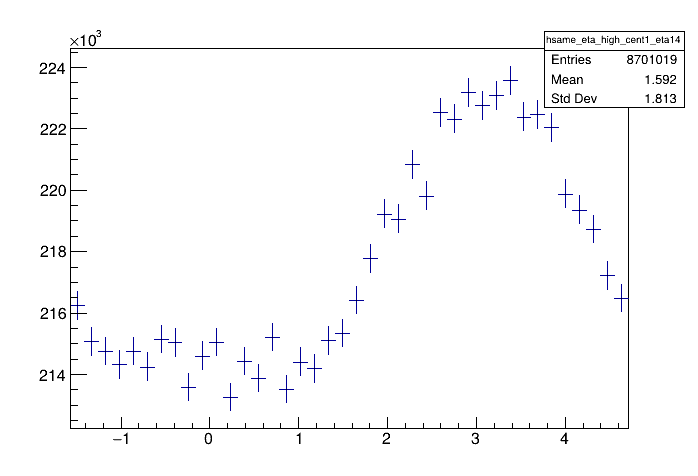 ×10³
hsame_eta_high_cent1_eta14
Entries 8701019
Mean 1.592
Std Dev 1.813
224
222
220
218
216
214
−1 0 1 2 3 4